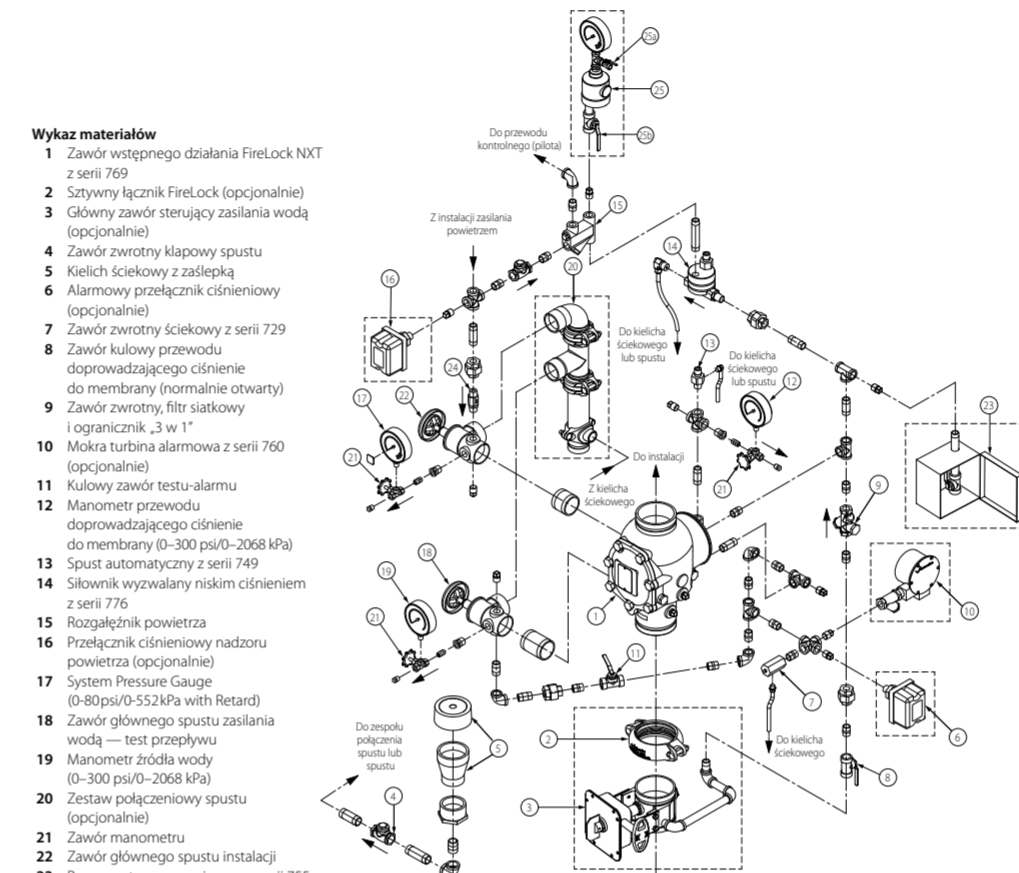 Wykaz materiałów
1 Zawór wstępnego działania FireLock NXT
z serii 769
2 Sztywny łącznik FireLock (opcjonalnie)
3 Główny zawór sterujący zasilania wodą
(opcjonalnie)
4 Zawór zwrotny klapowy spustu
5 Kielich ściekowy z zaślepką
6 Alarmowy przełącznik ciśnieniowy
(opcjonalnie)
7 Zawór zwrotny ściekowy z serii 729
8 Zawór kulowy przewodu
doprowadzającego ciśnienie
do membrany (normalnie otwarty)
9 Zawór zwrotny, filtr siatkowy
i ogranicznik „3 w 1”
10 Mokra turbina alarmowa z serii 760
(opcjonalnie)
11 Kulowy zawór testu-alarmu
12 Manometr przewodu
doprowadzającego ciśnienie
do membrany (0–300 psi/0–2068 kPa)
13 Spust automatyczny z serii 749
14 Siłownik wyzwalany niskim ciśnieniem
z serii 776
15 Rozgałęźnik powietrza
16 Przełącznik ciśnieniowy nadzoru
powietrza (opcjonalnie)
17 System Pressure Gauge
(0-80psi/0-552kPa with Retard)
18 Zawór głównego spustu zasilania
wodą — test przepływu
19 Manometr źródła wody
(0–300 psi/0–2068 kPa)
20 Zestaw połączeniowy spustu
(opcjonalnie)
21 Zawór manometru
22 Zawór głównego spustu instalacji
25a
25
25b
Do przewodu
kontrolnego (pilota)
15
Z instalacji zasilania
powietrzem
14
20
16
Do kielicha
ściekowego
lub spustu
13
Do kielicha
ściekowego
lub spustu
12
24
22
17
23
21
Do instalacji
21
Z kielicha
ściekowego
9
18
19
10
1
21
11
7
Do zespołu
połączenia
spustu lub
spustu
5
2
Do kielicha
ściekowego
6
8
4
3